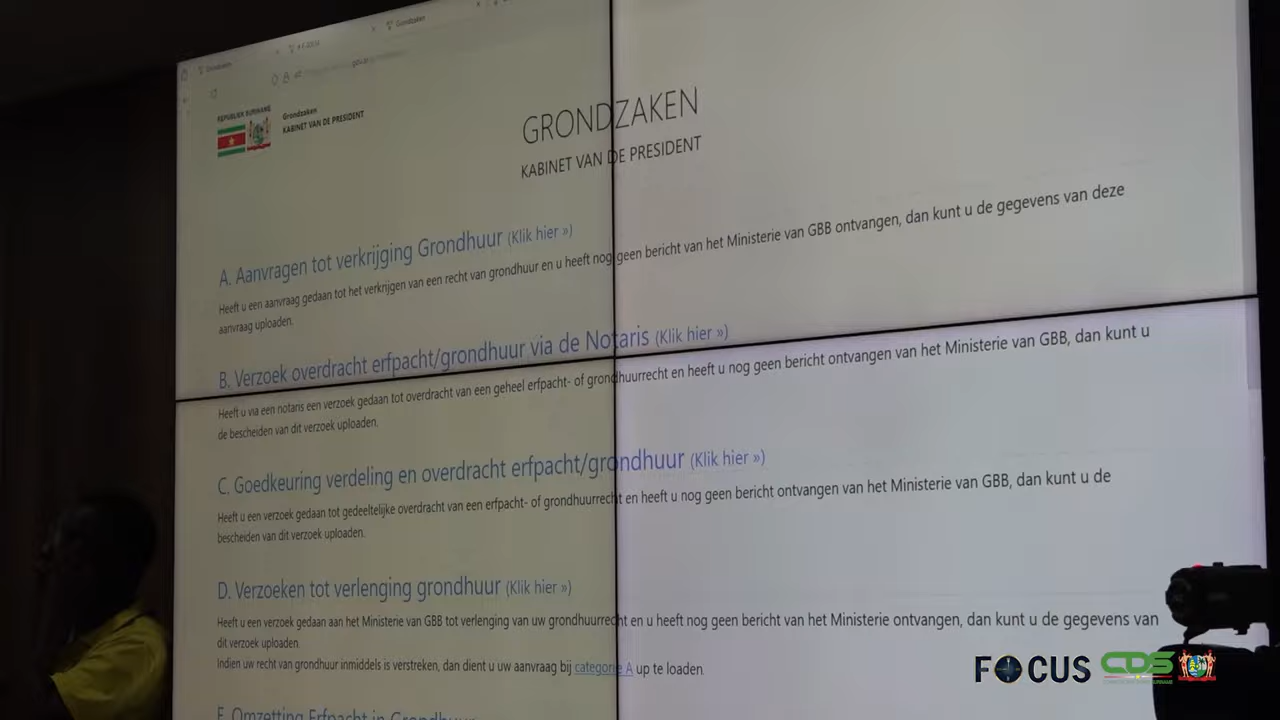 Grondzaken
REPUBLIEK SURINAME
Grondzaken
KABINET VAN DE PRESIDENT
GRONDZAKEN
KABINET VAN DE PRESIDENT
A. Aanvragen tot verkrijging Grondhuur (Klik hier »)
Heeft u een aanvraag gedaan tot het verkrijgen van een recht van grondhuur en u heeft nog geen bericht van het Ministerie van GBB ontvangen, dan kunt u de gegevens van deze
aanvraag uploaden.
B. Verzoek overdracht erfpacht/grondhuur via de Notaris (Klik hier »)
Heeft u via een notaris een verzoek gedaan tot overdracht van een geheel erfpacht- of grondhuurrecht en heeft u nog geen bericht ontvangen van het Ministerie van GBB, dan kunt u
de bescheiden van dit verzoek uploaden.
C. Goedkeuring verdeling en overdracht erfpacht/grondhuur (Klik hier »)
Heeft u een verzoek gedaan tot gedeeltelijke overdracht van een erfpacht- of grondhuurrecht en heeft u nog geen bericht ontvangen van het Ministerie van GBB, dan kunt u de
bescheiden van dit verzoek uploaden.
D. Verzoeken tot verlenging grondhuur (Klik hier »)
Heeft u een verzoek gedaan aan het Ministerie van GBB tot verlenging van uw grondhuurrecht en u heeft nog geen bericht van het Ministerie ontvangen, dan kunt u de gegevens van
dit verzoek uploaden.
Indien uw recht van grondhuur inmiddels is verstreken, dan dient u uw aanvraag bij categorie A up te loaden.
E. Omzetting Erfpacht in Grondhuur
FOCUS CDS